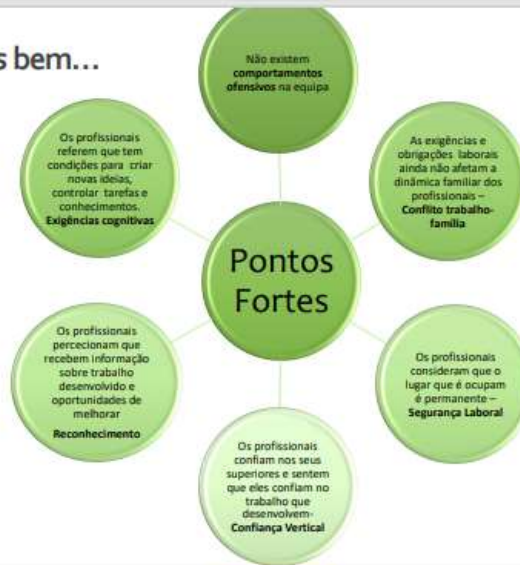 s bem...
Não existem
comportamentos
ofensivos na equipa
As exigências e
obrigações laborais
ainda não afetam a
dinâmica familiar dos
profissionais –
Conflito trabalho-
família
Os profissionais
consideram que o
lugar que é ocupam
é permanente –
Segurança Laboral
Os profissionais
confiam nos seus
superiores e sentem
que eles confiam no
trabalho que
desenvolvem-
Confiança Vertical
Os profissionais
percecionam que
recebem informação
sobre trabalho
desenvolvido e
oportunidades de
melhorar
Reconhecimento
Os profissionais
referem que tem
condições para criar
novas ideias,
controlar tarefas e
conhecimentos.
Exigências cognitivas
Pontos
Fortes